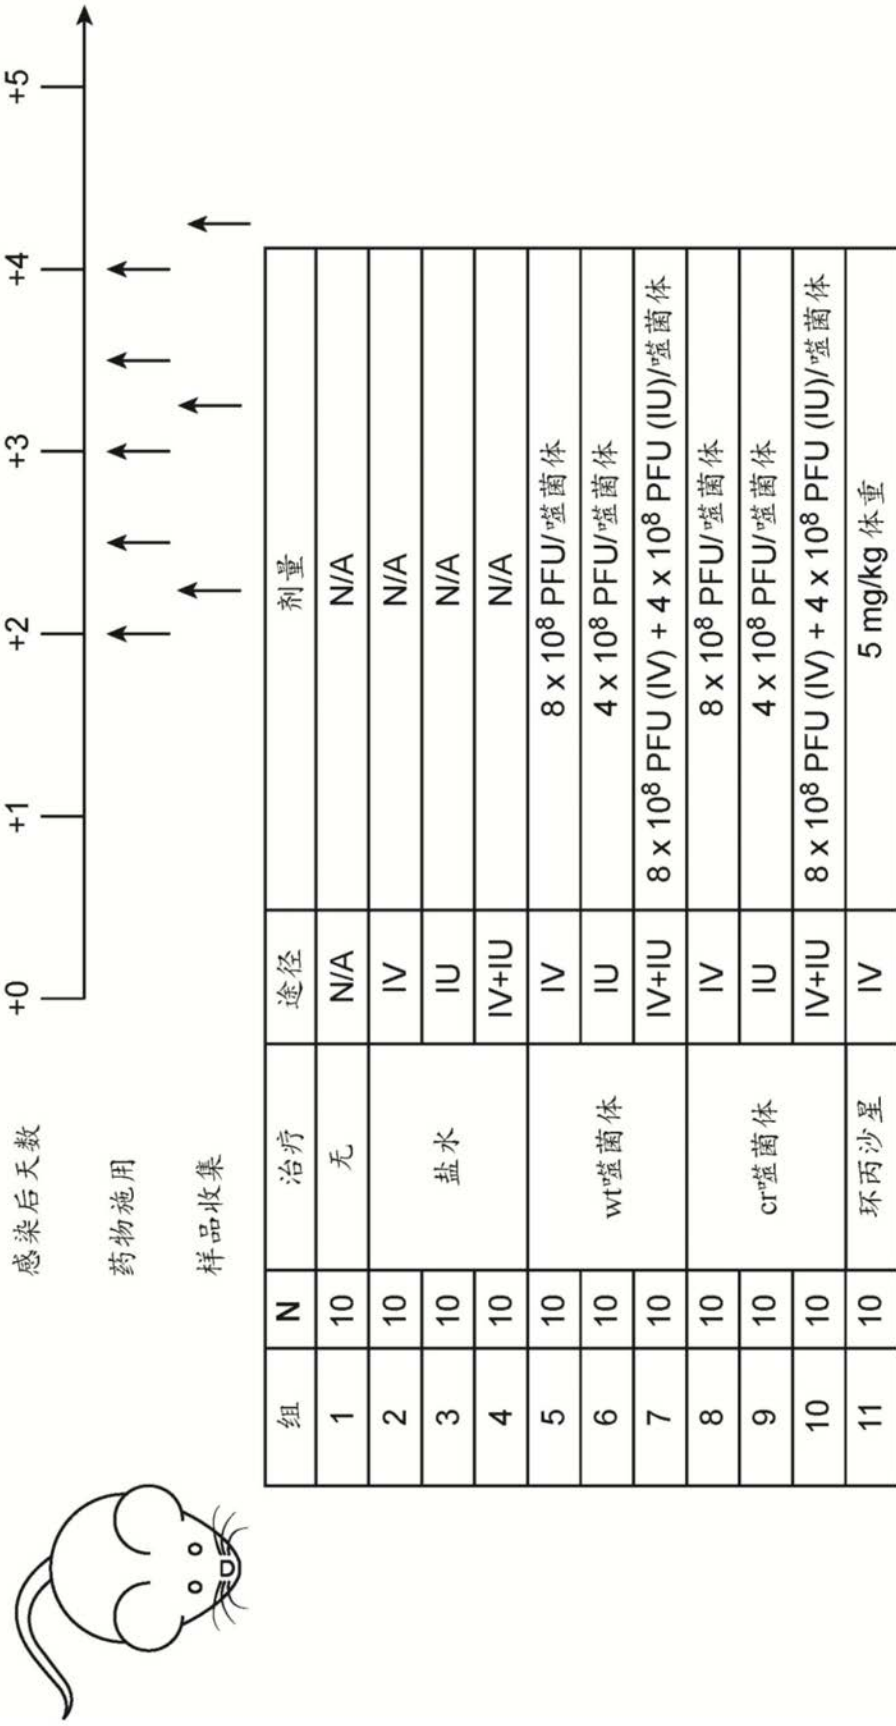 感染后天数 +0 +1 +2 +3 +4 +5
药物施用
样品收集
组 N 治疗 途径 剂量
1 10 无 N/A N/A
2 10 盐水 IV N/A
3 10 IU N/A
4 10 IV+IU N/A
5 10 wt噬菌体 IV 8 x 10⁸ PFU/噬菌体
6 10 IU 4 x 10⁸ PFU/噬菌体
7 10 IV+IU 8 x 10⁸ PFU (IV) + 4 x 10⁸ PFU (IU)/噬菌体
8 10 cr噬菌体 IV 8 x 10⁸ PFU/噬菌体
9 10 IU 4 x 10⁸ PFU/噬菌体
10 10 IV+IU 8 x 10⁸ PFU (IV) + 4 x 10⁸ PFU (IU)/噬菌体
11 10 环丙沙星 IV 5 mg/kg 体重